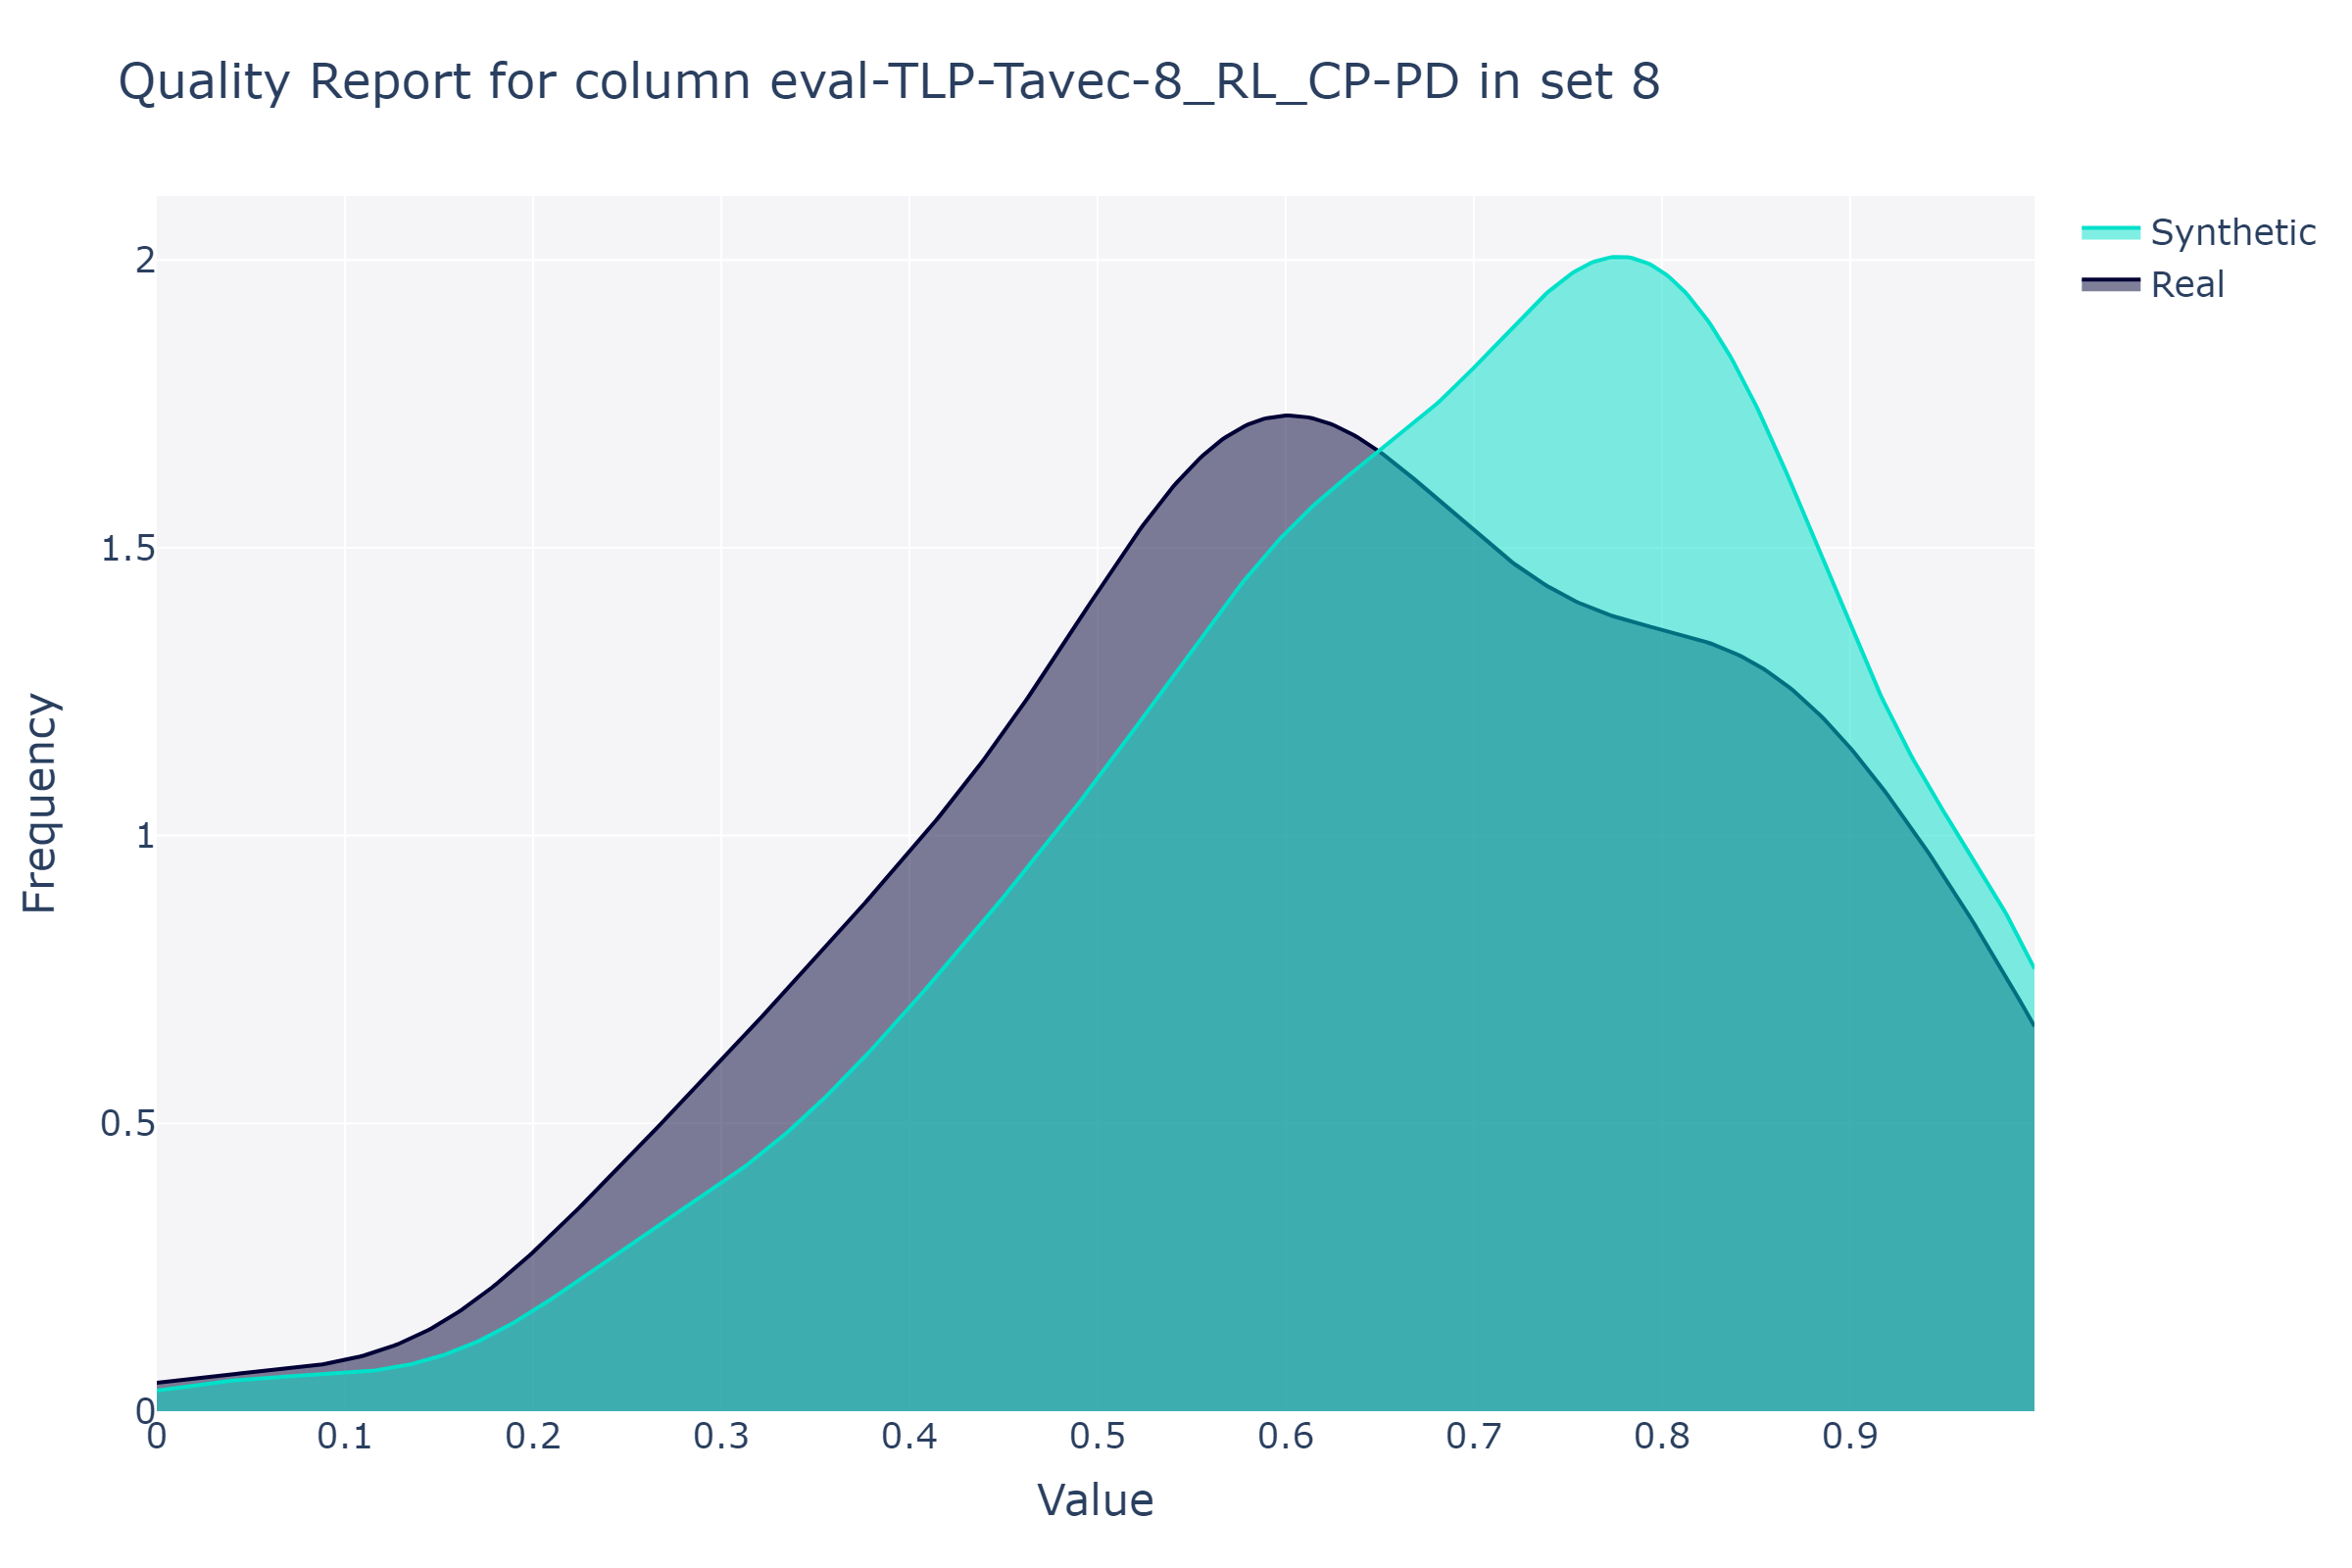 Quality Report for column eval-TLP-Tavec-8_RL_CP-PD in set 8
Synthetic
Real
Frequency
2
1.5
1
0.5
0
0 0.1 0.2 0.3 0.4 0.5 0.6 0.7 0.8 0.9
Value